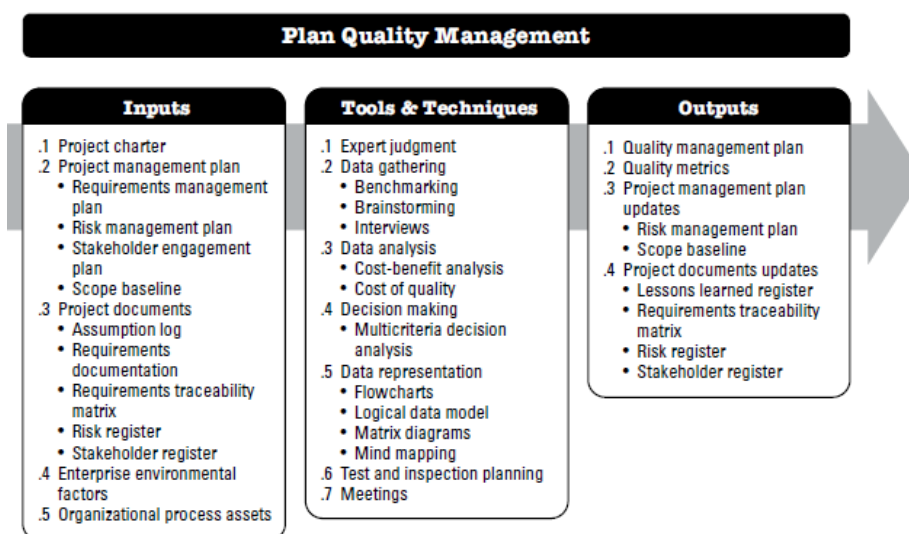 Plan Quality Management
Inputs
.1 Project charter
.2 Project management plan
• Requirements management
plan
• Risk management plan
• Stakeholder engagement
plan
• Scope baseline
.3 Project documents
• Assumption log
• Requirements
documentation
• Requirements traceability
matrix
• Risk register
• Stakeholder register
.4 Enterprise environmental
factors
.5 Organizational process assets
Tools & Techniques
.1 Expert judgment
.2 Data gathering
• Benchmarking
• Brainstorming
• Interviews
.3 Data analysis
• Cost-benefit analysis
• Cost of quality
.4 Decision making
• Multicriteria decision
analysis
.5 Data representation
• Flowcharts
• Logical data model
• Matrix diagrams
• Mind mapping
.6 Test and inspection planning
.7 Meetings
Outputs
.1 Quality management plan
.2 Quality metrics
.3 Project management plan
updates
• Risk management plan
• Scope baseline
.4 Project documents updates
• Lessons learned register
• Requirements traceability
matrix
• Risk register
• Stakeholder register